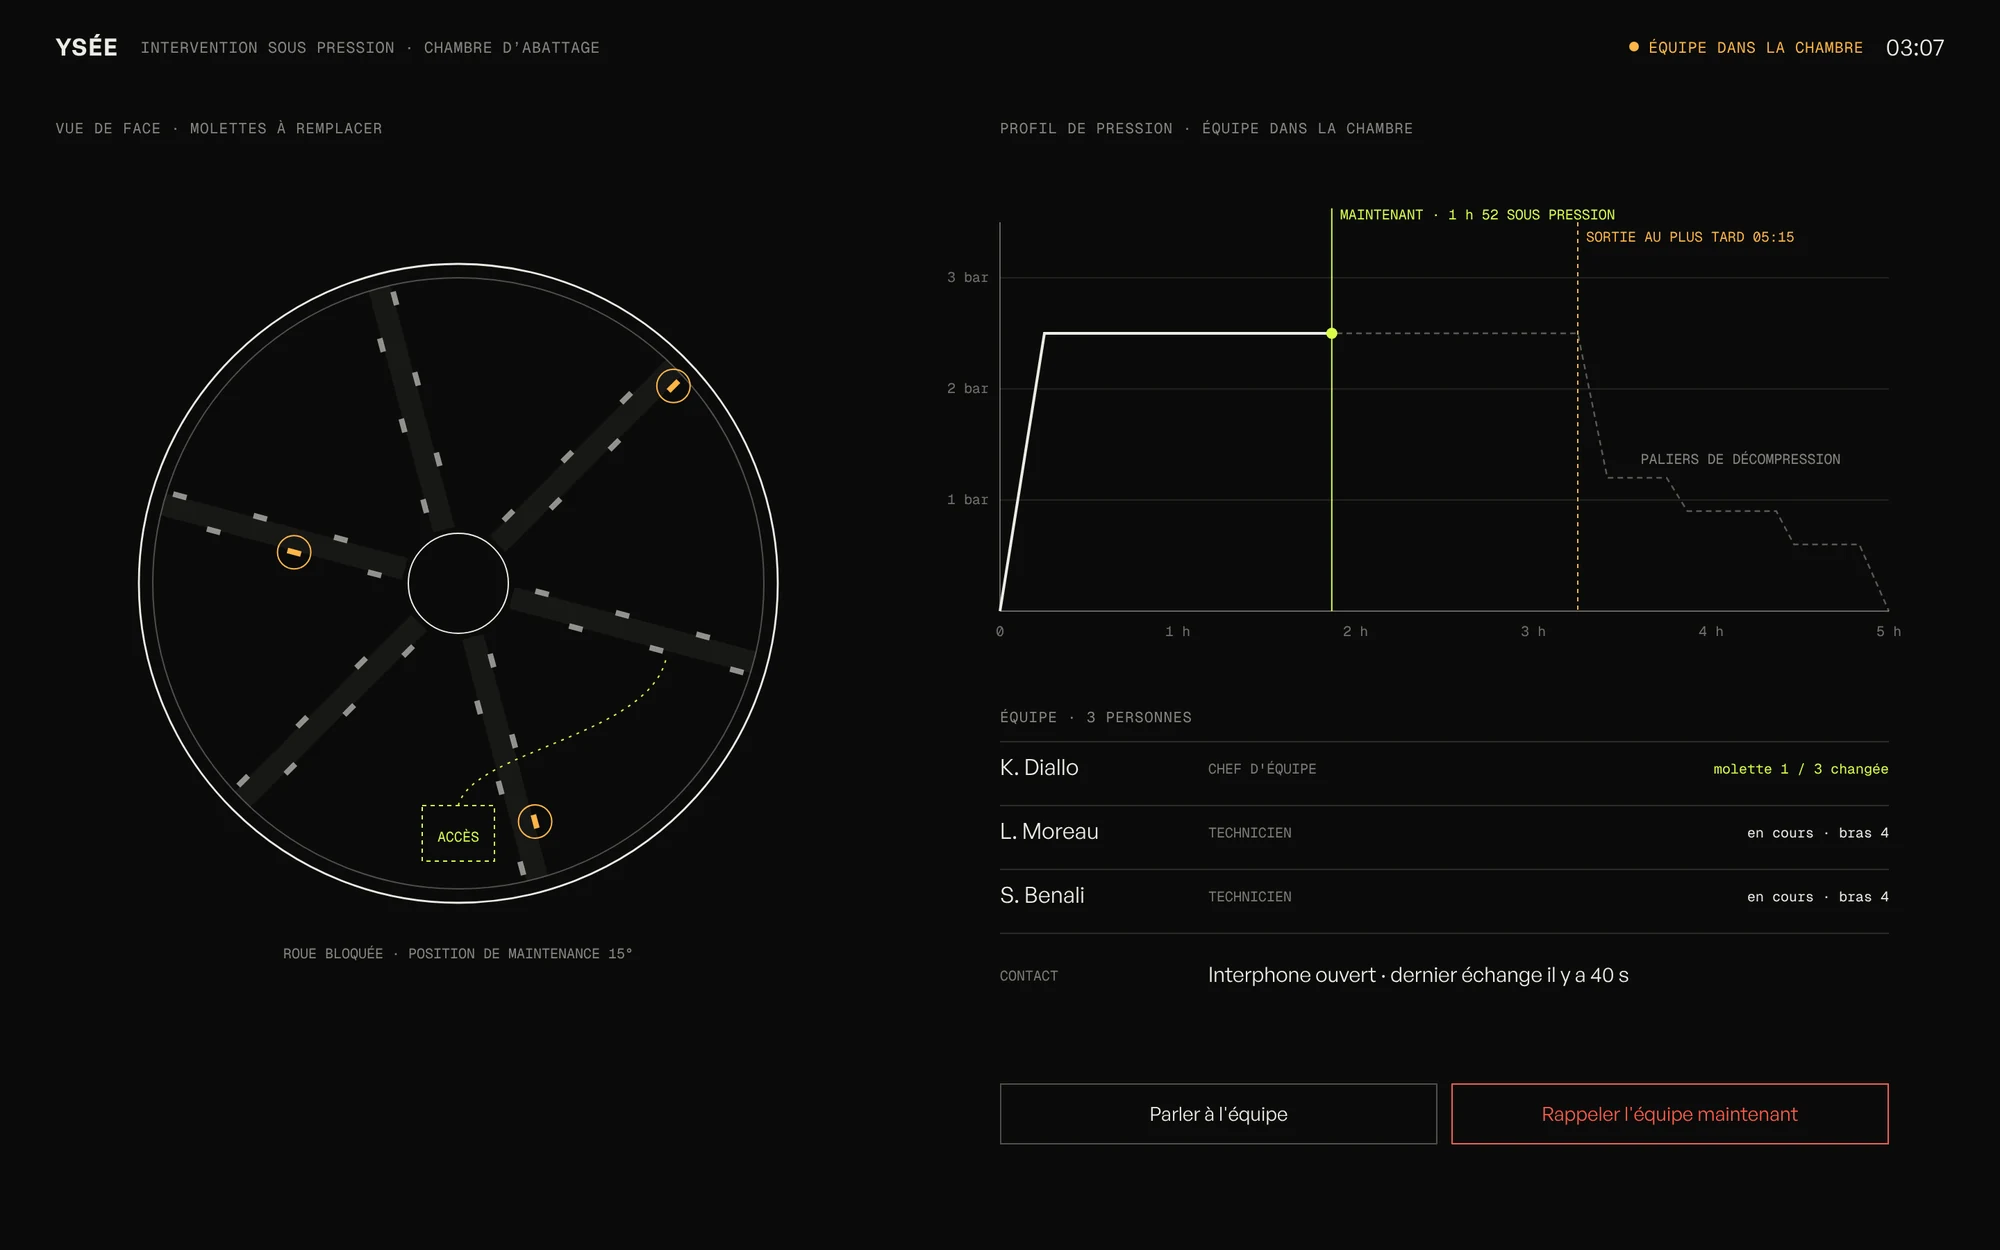 YSÉE INTERVENTION SOUS PRESSION · CHAMBRE D’ABATTAGE
ÉQUIPE DANS LA CHAMBRE 03:07
VUE DE FACE · MOLETTES À REMPLACER
ACCÈS
ROUE BLOQUÉE · POSITION DE MAINTENANCE 15°
PROFIL DE PRESSION · ÉQUIPE DANS LA CHAMBRE
MAINTENANT · 1 h 52 SOUS PRESSION
SORTIE AU PLUS TARD 05:15
3 bar
2 bar
PALIERS DE DÉCOMPRESSION
1 bar
0 1 h 2 h 3 h 4 h 5 h
ÉQUIPE · 3 PERSONNES
K. Diallo CHEF D'ÉQUIPE molette 1 / 3 changée
L. Moreau TECHNICIEN en cours · bras 4
S. Benali TECHNICIEN en cours · bras 4
CONTACT Interphone ouvert · dernier échange il y a 40 s
Parler à l'équipe
Rappeler l'équipe maintenant